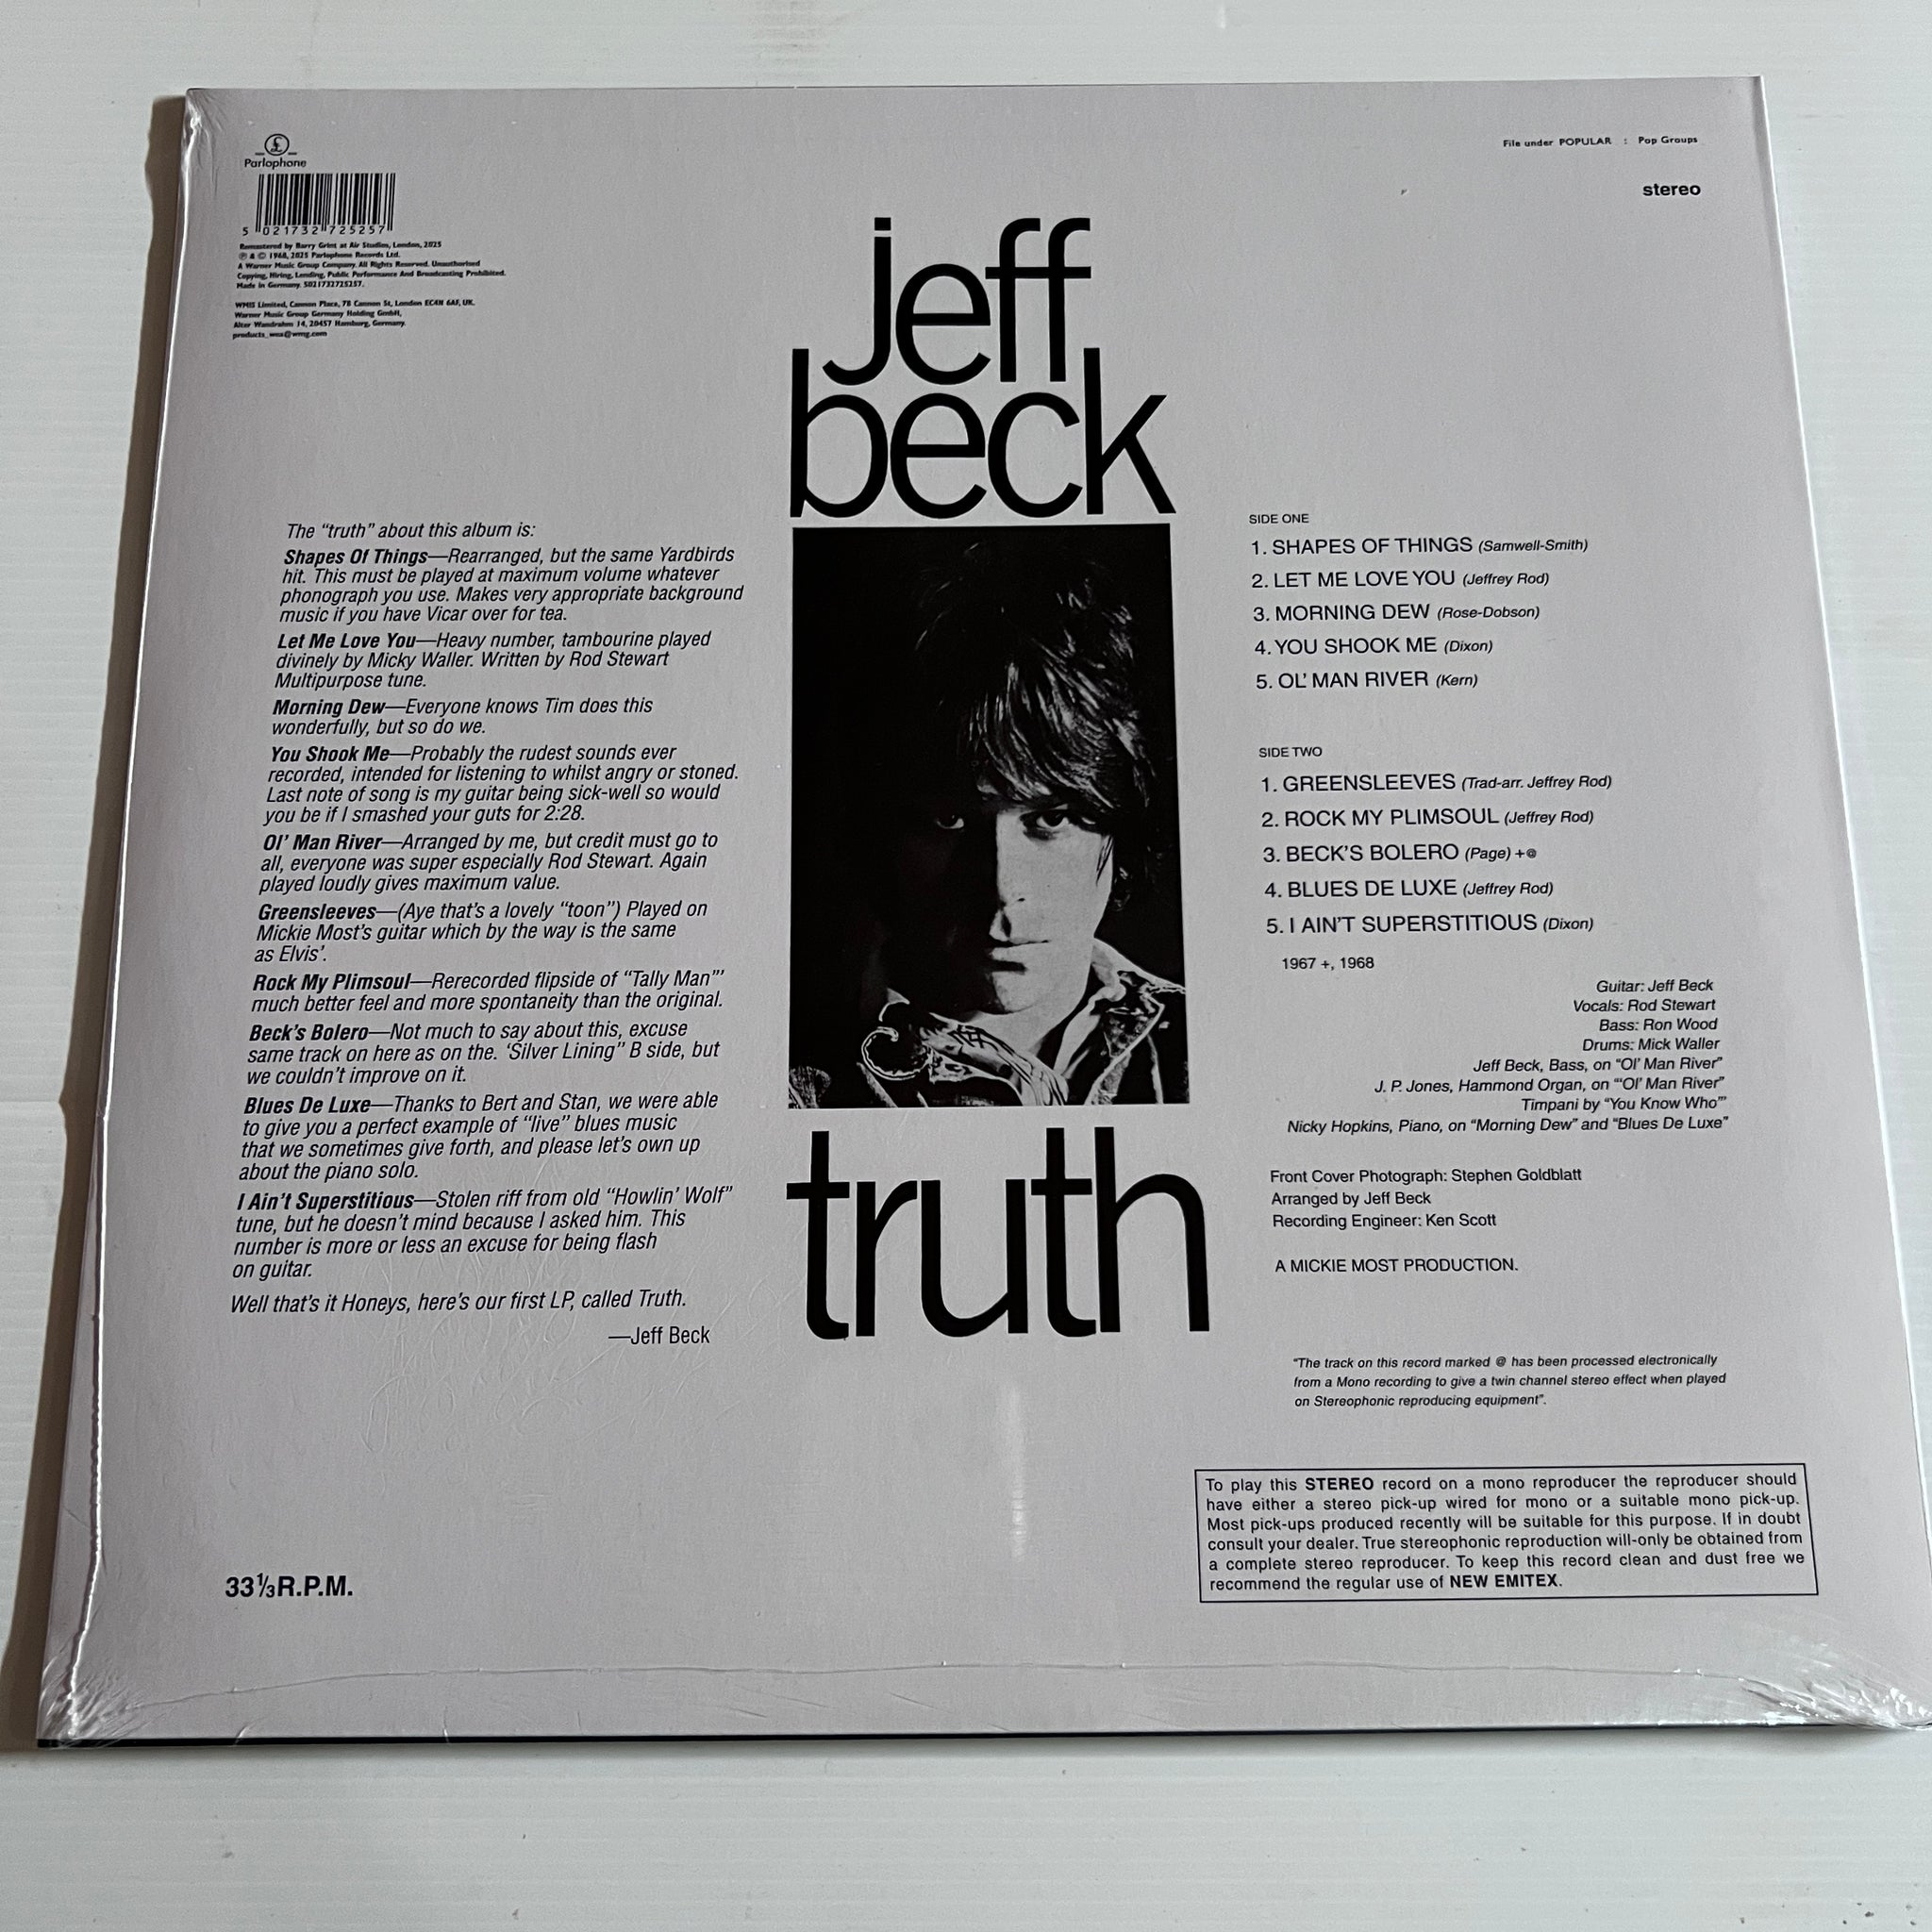 £
Parlophone
5 021732 725257
Remastered by Barry Grint at Air Studios, London, 2025
℗ & © 1968, 2025 Parlophone Records Ltd.
A Warner Music Group Company. All Rights Reserved. Unauthorised
Copying, Hiring, Lending, Public Performance And Broadcasting Prohibited.
Made in Germany. 5021732725257.
WMIS Limited, Cannon Place, 78 Cannon St, London EC4N 6AF, UK.
Warner Music Group Germany Holding GmbH,
Alter Wandrahm 14, 20457 Hamburg, Germany.
products_wea@wmg.com
File under POPULAR : Pop Groups
stereo
jeff
beck
The “truth” about this album is:
Shapes Of Things—Rearranged, but the same Yardbirds
hit. This must be played at maximum volume whatever
phonograph you use. Makes very appropriate background
music if you have Vicar over for tea.
Let Me Love You—Heavy number, tambourine played
divinely by Micky Waller. Written by Rod Stewart
Multipurpose tune.
Morning Dew—Everyone knows Tim does this
wonderfully, but so do we.
You Shook Me—Probably the rudest sounds ever
recorded, intended for listening to whilst angry or stoned.
Last note of song is my guitar being sick-well so would
you be if I smashed your guts for 2:28.
Ol’ Man River—Arranged by me, but credit must go to
all, everyone was super especially Rod Stewart. Again
played loudly gives maximum value.
Greensleeves—(Aye that’s a lovely “toon”) Played on
Mickie Most’s guitar which by the way is the same
as Elvis’.
Rock My Plimsoul—Rerecorded flipside of “Tally Man”’
much better feel and more spontaneity than the original.
Beck’s Bolero—Not much to say about this, excuse
same track on here as on the. ‘Silver Lining” B side, but
we couldn’t improve on it.
Blues De Luxe—Thanks to Bert and Stan, we were able
to give you a perfect example of “live” blues music
that we sometimes give forth, and please let’s own up
about the piano solo.
I Ain’t Superstitious—Stolen riff from old “Howlin’ Wolf”
tune, but he doesn’t mind because I asked him. This
number is more or less an excuse for being flash
on guitar.
Well that’s it Honeys, here’s our first LP, called Truth.
—Jeff Beck
truth
SIDE ONE
1. SHAPES OF THINGS (Samwell-Smith)
2. LET ME LOVE YOU (Jeffrey Rod)
3. MORNING DEW (Rose-Dobson)
4. YOU SHOOK ME (Dixon)
5. OL’ MAN RIVER (Kern)
SIDE TWO
1. GREENSLEEVES (Trad-arr. Jeffrey Rod)
2. ROCK MY PLIMSOUL (Jeffrey Rod)
3. BECK’S BOLERO (Page) +@
4. BLUES DE LUXE (Jeffrey Rod)
5. I AIN’T SUPERSTITIOUS (Dixon)
1967 +, 1968
Guitar: Jeff Beck
Vocals: Rod Stewart
Bass: Ron Wood
Drums: Mick Waller
Jeff Beck, Bass, on “Ol’ Man River”
J. P. Jones, Hammond Organ, on “‘Ol’ Man River”
Timpani by “You Know Who”’
Nicky Hopkins, Piano, on “Morning Dew” and “Blues De Luxe”
Front Cover Photograph: Stephen Goldblatt
Arranged by Jeff Beck
Recording Engineer: Ken Scott
A MICKIE MOST PRODUCTION.
“The track on this record marked @ has been processed electronically
from a Mono recording to give a twin channel stereo effect when played
on Stereophonic reproducing equipment”.
To play this STEREO record on a mono reproducer the reproducer should
have either a stereo pick-up wired for mono or a suitable mono pick-up.
Most pick-ups produced recently will be suitable for this purpose. If in doubt
consult your dealer. True stereophonic reproduction will-only be obtained from
a complete stereo reproducer. To keep this record clean and dust free we
recommend the regular use of NEW EMITEX.
33⅓R.P.M.